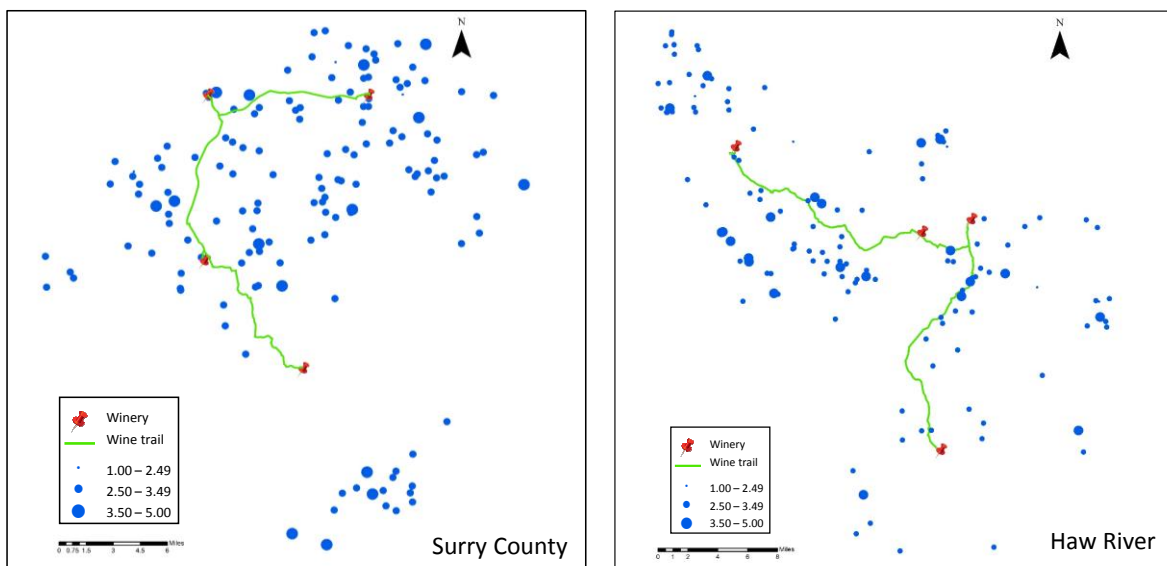 N
Winery
Wine trail
1.00 – 2.49
2.50 – 3.49
3.50 – 5.00
0 0.75 1.5 3 4.5 6
Miles
Surry County
N
Winery
Wine trail
1.00 – 2.49
2.50 – 3.49
3.50 – 5.00
0 1 2 4 6 8
Miles
Haw River